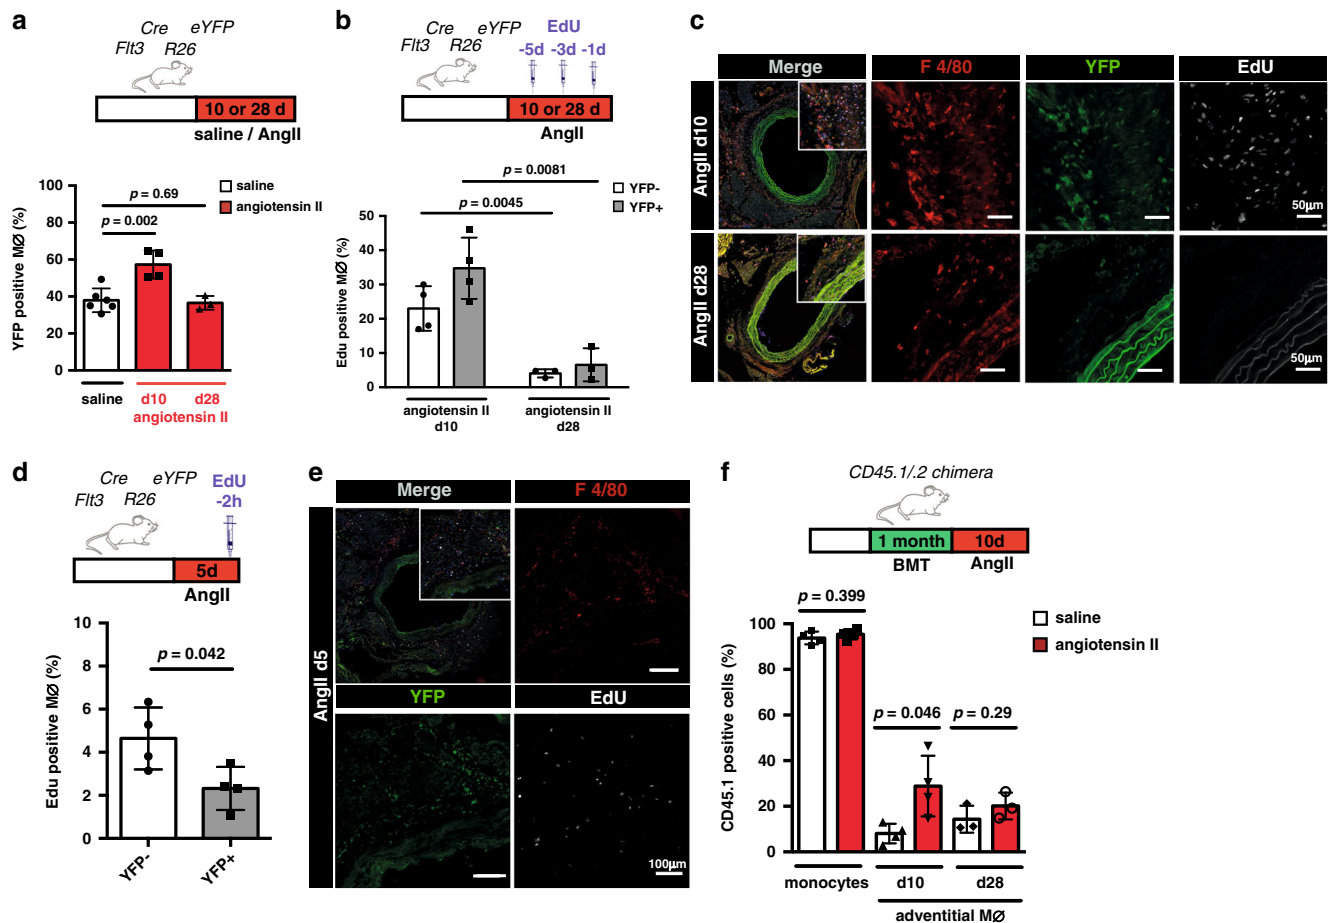 a
Cre eYFP
Flt3 R26
10 or 28 d
saline / AngII
YFP positive MØ (%)
100
80
60
40
20
0
p = 0.69
p = 0.002
saline
angiotensin II
saline
d10 d28
angiotensin II
b
Cre eYFP
Flt3 R26
EdU
-5d -3d -1d
10 or 28 d
AngII
Edu positive MØ (%)
50
40
30
20
10
0
p = 0.0081
p = 0.0045
YFP-
YFP+
angiotensin II
d10
angiotensin II
d28
c
Merge F 4/80 YFP EdU
AngII d10
50µm
AngII d28
50µm
d
Cre eYFP
Flt3 R26
EdU
-2h
5d
AngII
Edu positive MØ (%)
10
8
6
4
2
0
p = 0.042
YFP-
YFP+
e
Merge F 4/80
AngII d5
YFP EdU
100µm
f
CD45.1/.2 chimera
1 month 10d
BMT AngII
CD45.1 positive cells (%)
100
80
60
40
20
0
p = 0.399
p = 0.046 p = 0.29
saline
angiotensin II
monocytes d10 d28
adventitial MØ